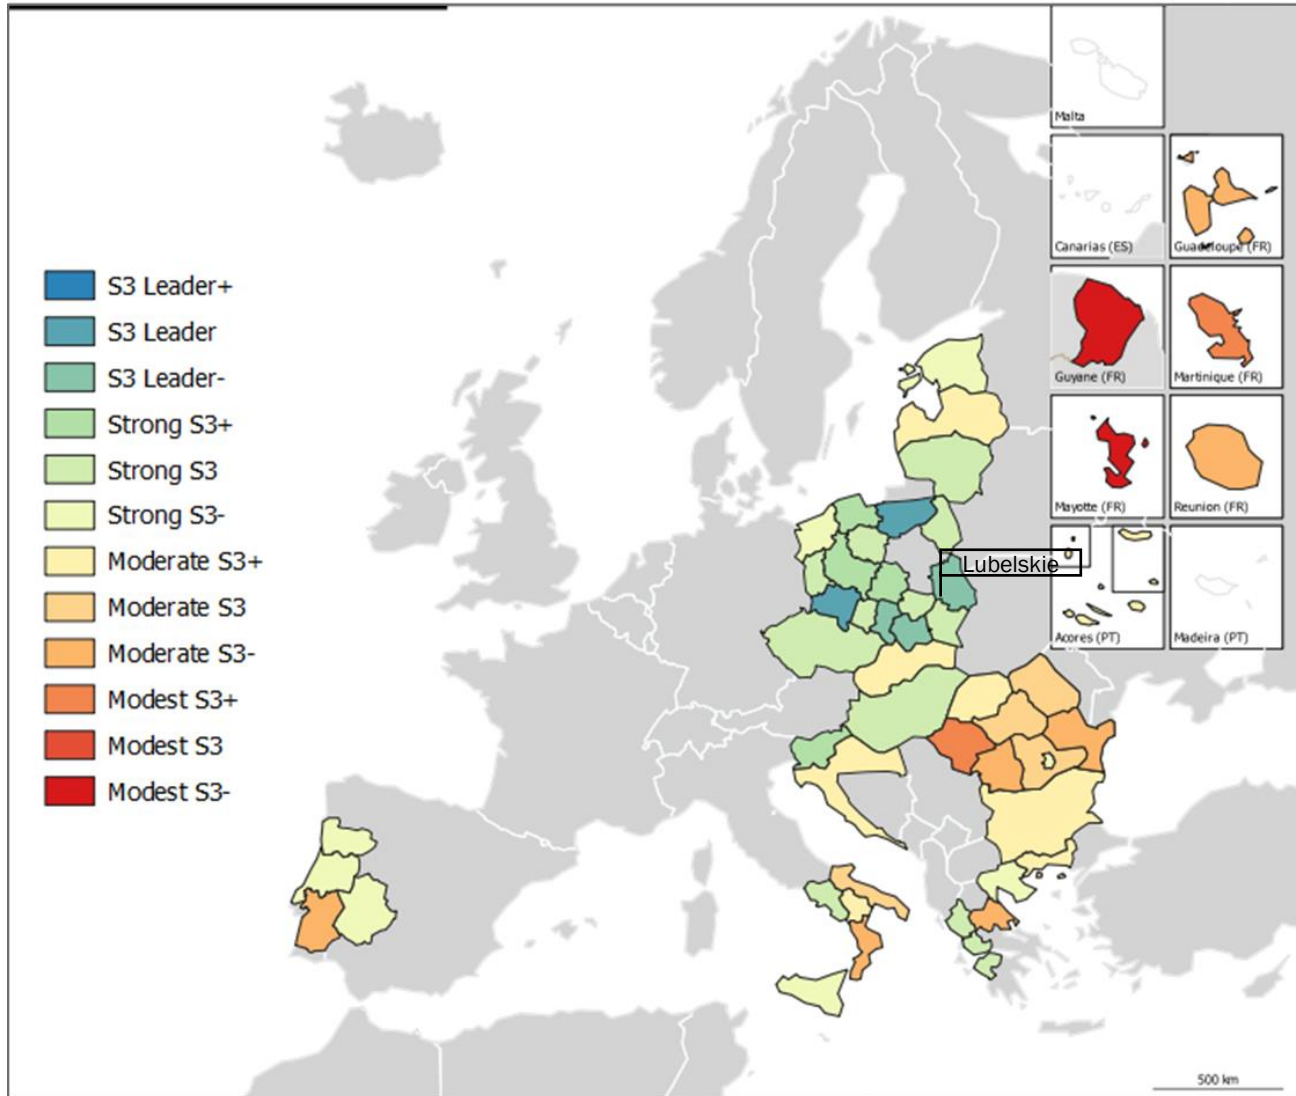 S3 Leader+
S3 Leader
S3 Leader-
Strong S3+
Strong S3
Strong S3-
Moderate S3+
Moderate S3
Moderate S3-
Modest S3+
Modest S3
Modest S3-
Lubelskie
Malta
Canarias (ES)
Guadeloupe (FR)
Guyane (FR)
Martinique (FR)
Mayotte (FR)
Reunion (FR)
Acores (PT)
Madeira (PT)
500 km